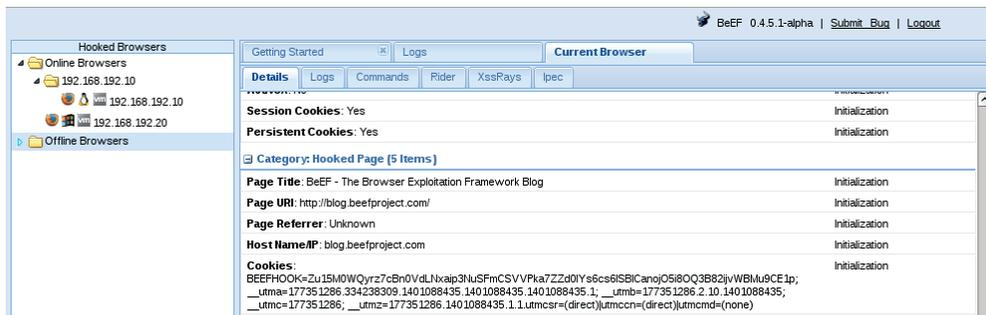 BeEF 0.4.5.1-alpha | Submit Bug | Logout
Hooked Browsers
Online Browsers
192.168.192.10
192.168.192.10
192.168.192.20
Offline Browsers
Getting Started
Logs
Current Browser
Details
Logs
Commands
Rider
XssRays
Ipec
Initialization
Session Cookies: Yes Initialization
Persistent Cookies: Yes Initialization
Category: Hooked Page (5 Items)
Page Title: BeEF - The Browser Exploitation Framework Blog Initialization
Page URI: http://blog.beefproject.com/ Initialization
Page Referrer: Unknown Initialization
Host Name/IP: blog.beefproject.com Initialization
Cookies: Initialization
__utma=177351286.334238309.1401088435.1401088435.1401088435.1; __utmb=177351286.2.10.1401088435;
__utmc=177351286; __utmz=177351286.1401088435.1.1.utmcsr=(direct)|utmccn=(direct)|utmcmd=(none)